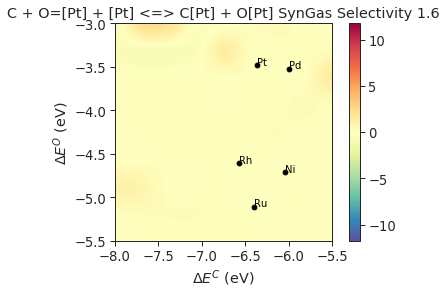 C + O=[Pt] + [Pt] <=> C[Pt] + O[Pt] SynGas Selectivity 1.6
−3.0
−3.5
−4.0
−4.5
−5.0
−5.5
ΔE^O (eV)
Pt
Pd
Rh
Ni
Ru
−8.0 −7.5 −7.0 −6.5 −6.0 −5.5
ΔE^C (eV)
10
5
0
−5
−10